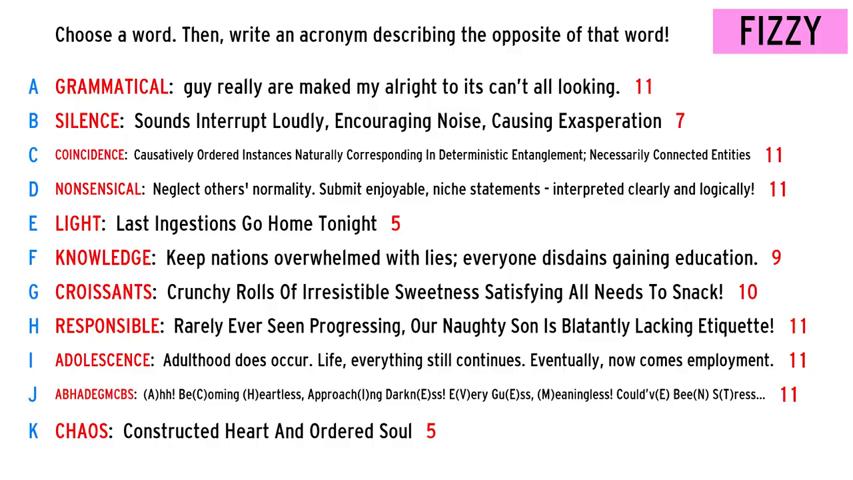 Choose a word. Then, write an acronym describing the opposite of that word!
FIZZY
A GRAMMATICAL: guy really are maked my alright to its can't all looking. 11
B SILENCE: Sounds Interrupt Loudly, Encouraging Noise, Causing Exasperation 7
C COINCIDENCE: Causatively Ordered Instances Naturally Corresponding In Deterministic Entanglement; Necessarily Connected Entities 11
D NONSENSICAL: Neglect others' normality. Submit enjoyable, niche statements - interpreted clearly and logically! 11
E LIGHT: Last Ingestions Go Home Tonight 5
F KNOWLEDGE: Keep nations overwhelmed with lies; everyone disdains gaining education. 9
G CROISSANTS: Crunchy Rolls Of Irresistible Sweetness Satisfying All Needs To Snack! 10
H RESPONSIBLE: Rarely Ever Seen Progressing, Our Naughty Son Is Blatantly Lacking Etiquette! 11
I ADOLESCENCE: Adulthood does occur. Life, everything still continues. Eventually, now comes employment. 11
J ABHADEGMCBS: (A)hh! Be(C)oming (H)eartless, Approach(I)ng Darkn(E)ss! E(V)ery Gu(E)ss, (M)eaningless! Could'v(E) Bee(N) S(T)ress... 11
K CHAOS: Constructed Heart And Ordered Soul 5